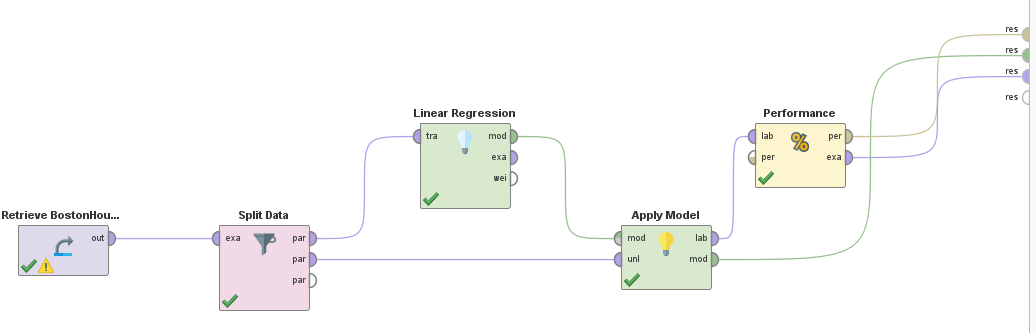 res
res
res
res
Linear Regression
tra
mod
exa
wei
Performance
%
lab
per
per
exa
Retrieve BostonHou...
out
Split Data
exa
par
par
par
Apply Model
mod
lab
unl
mod